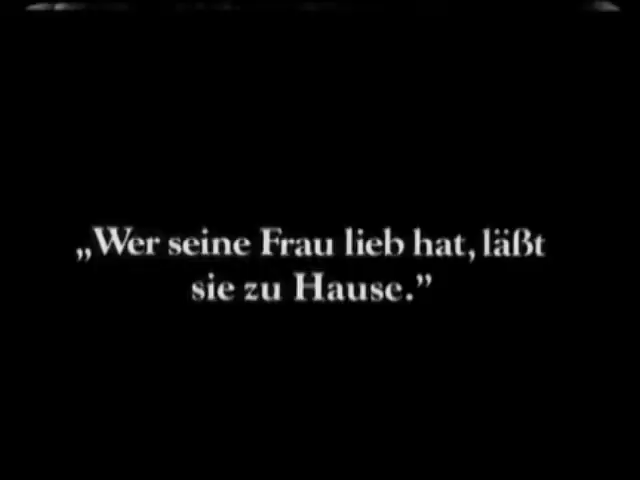 „Wer seine Frau lieb hat, läßt
sie zu Hause.”